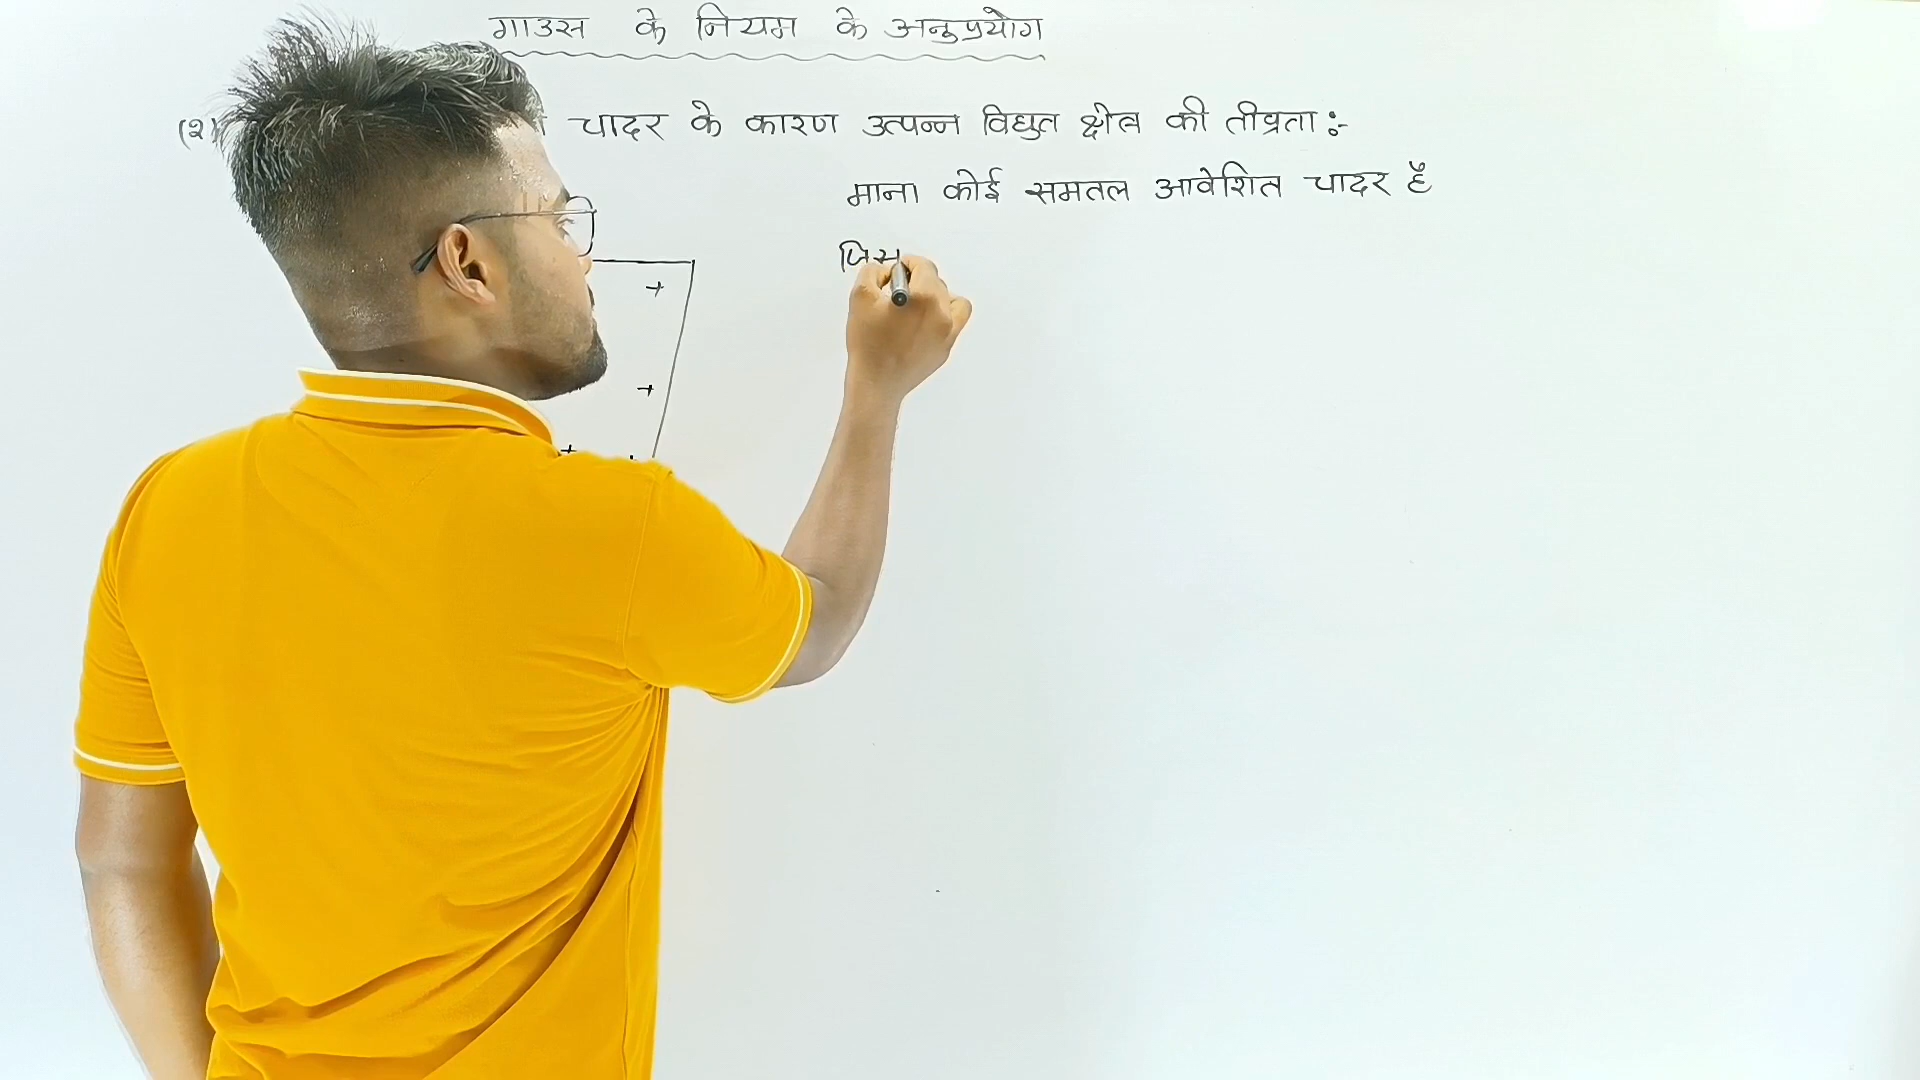 गाउस के नियम के अनुप्रयोग
(२) चादर के कारण उत्पन्न विद्युत क्षेत्र की तीव्रता :-
माना कोई समतल आवेशित चादर है
जिस
+
+
+